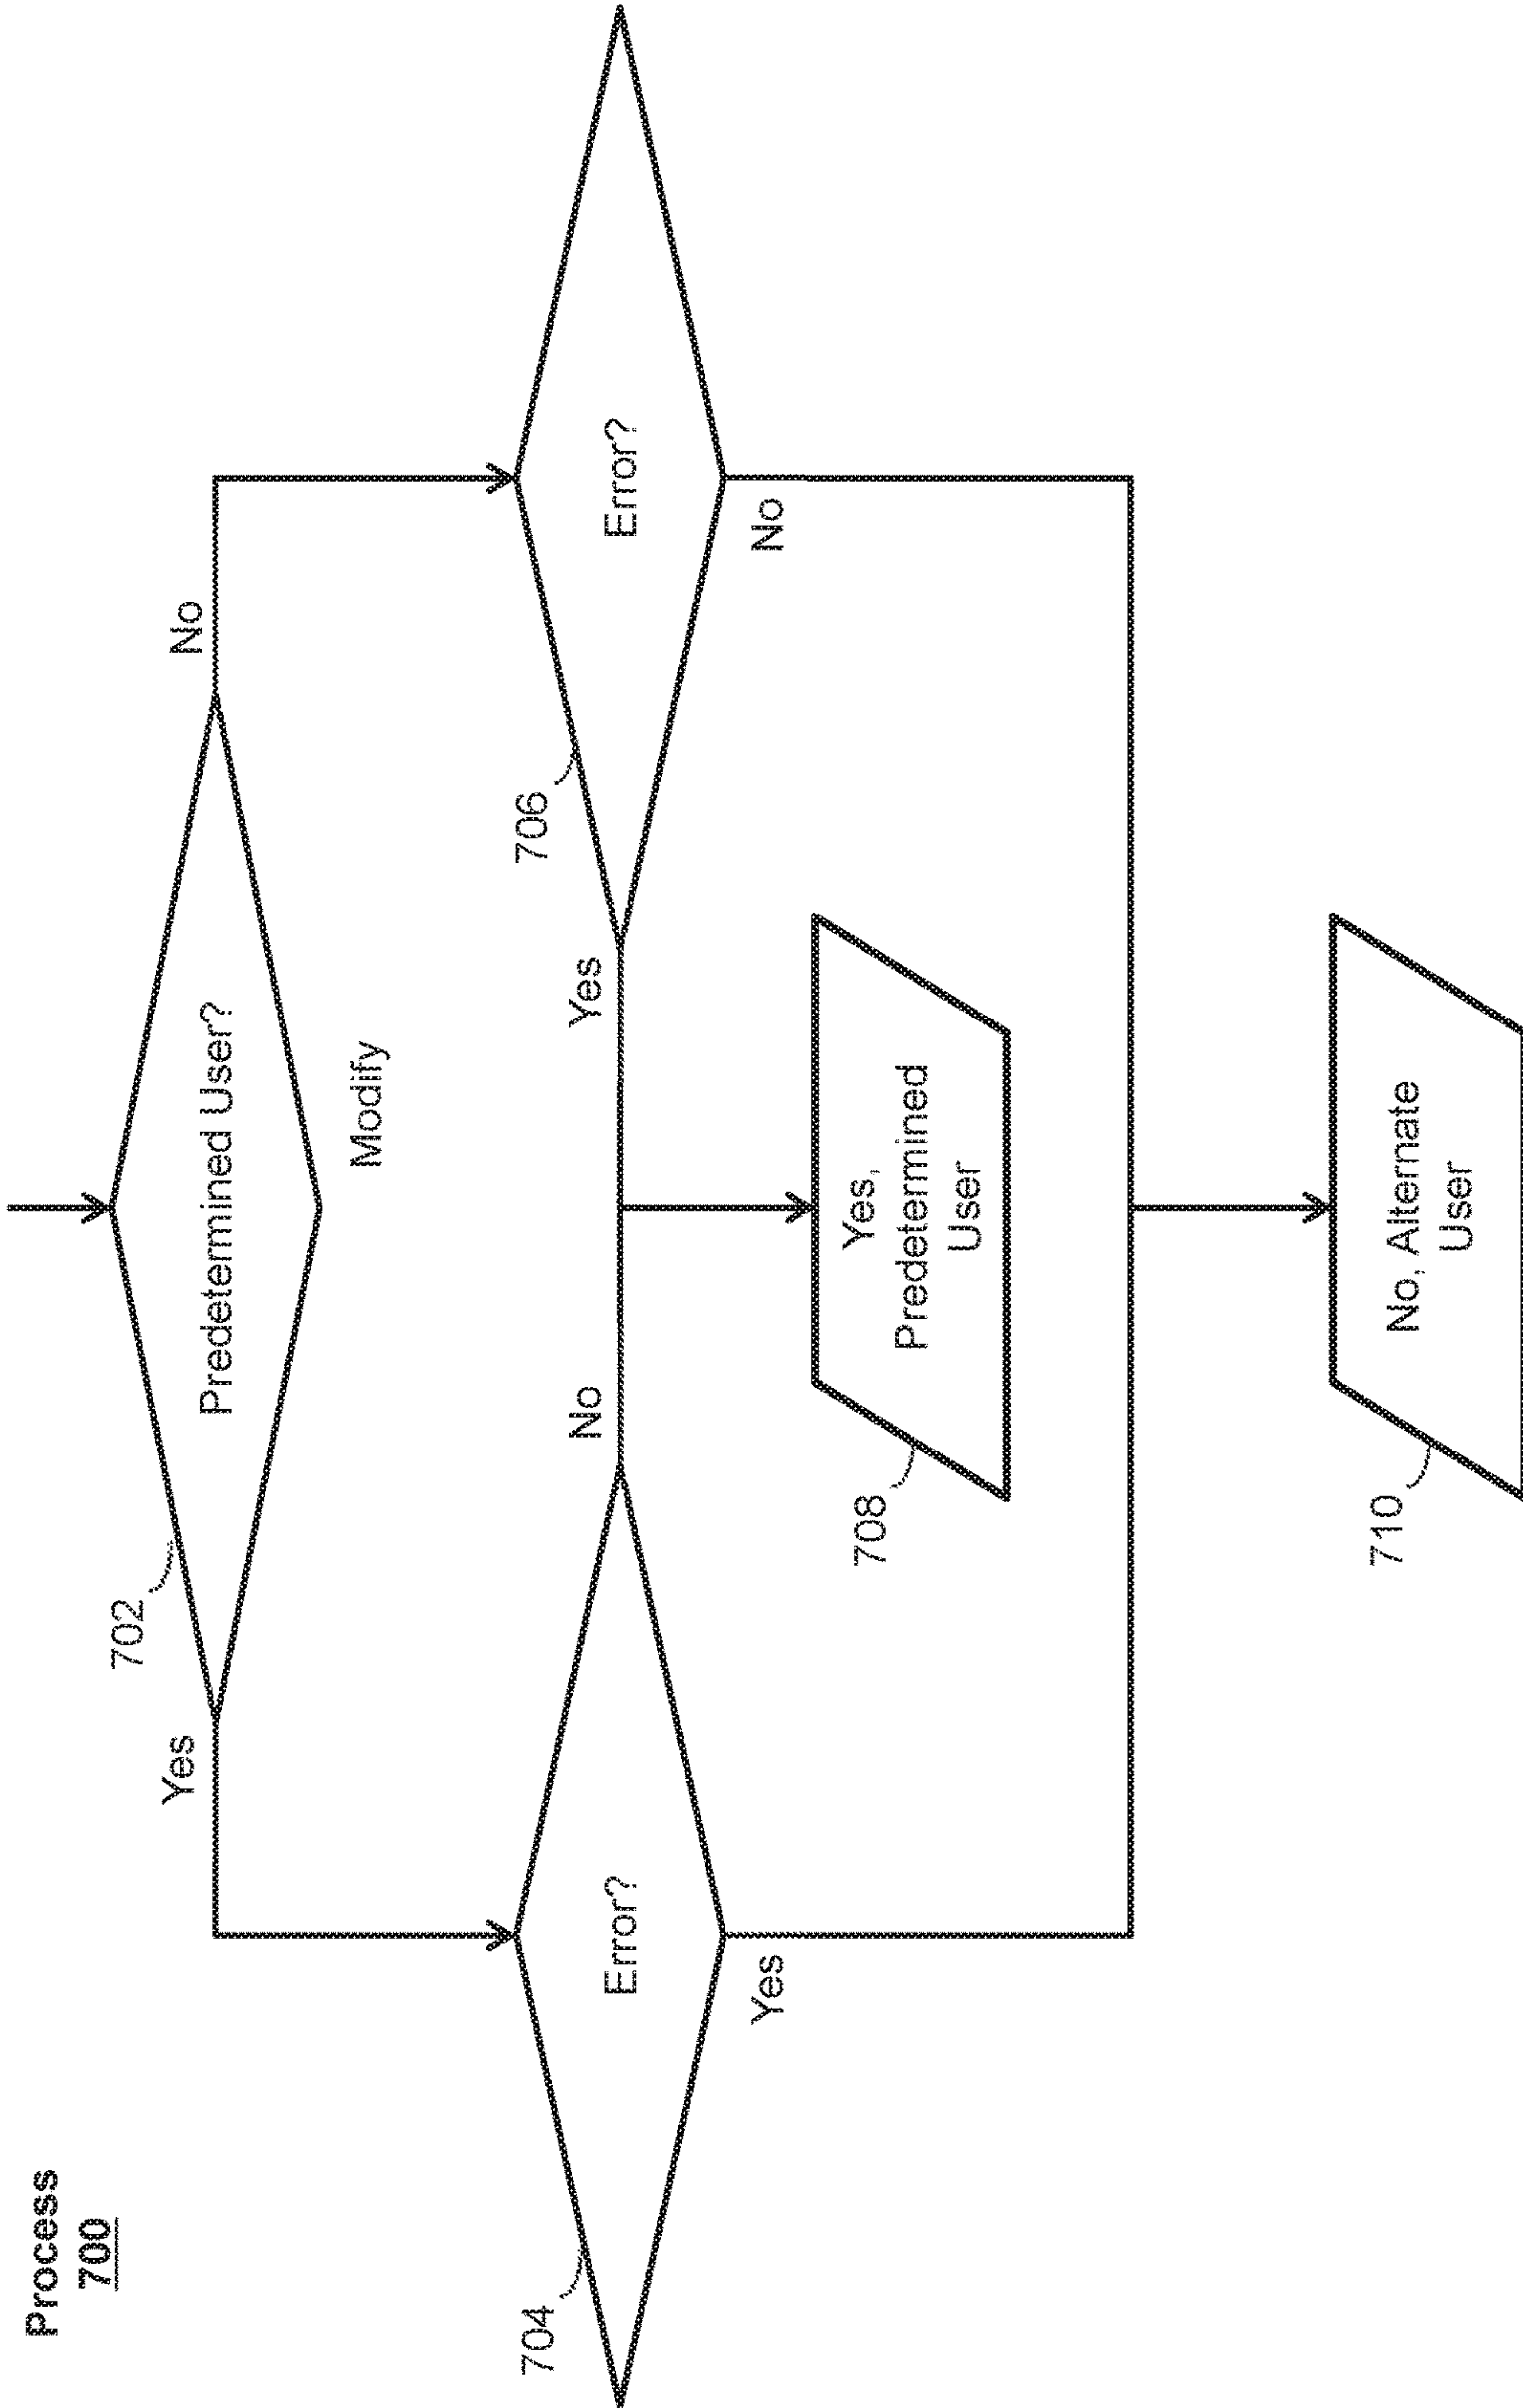 Process
700
702
Predetermined User?
Yes
No
Modify
704
Error?
No
Yes
706
Error?
Yes
No
708
Yes,
Predetermined
User
710
No, Alternate
User